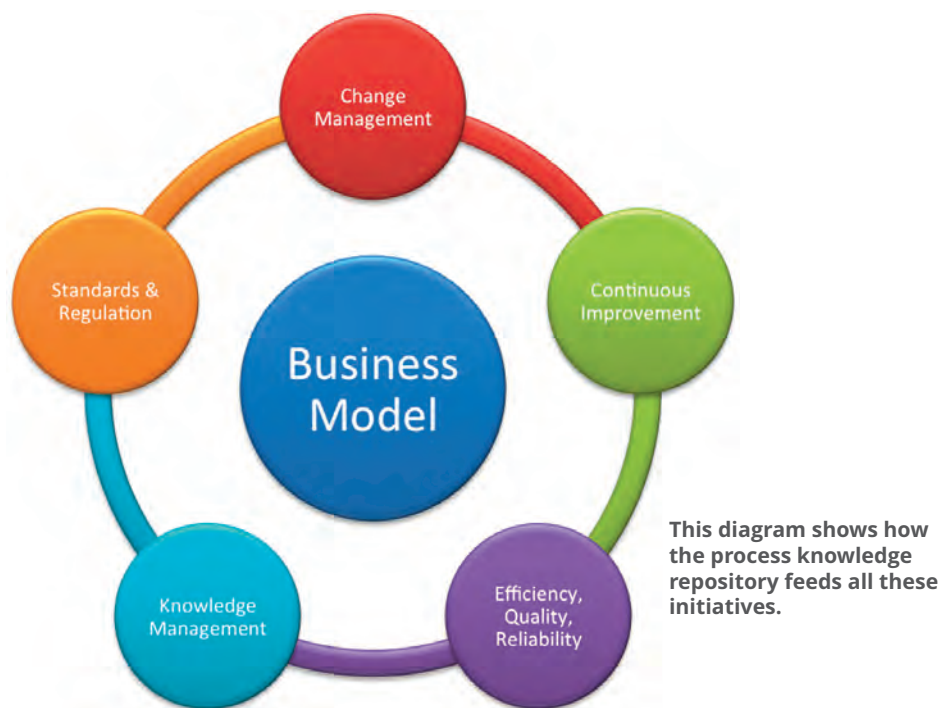 Change
Management
Standards &
Regulation
Continuous
Improvement
Business
Model
Knowledge
Management
Efficiency,
Quality,
Reliability
This diagram shows how
the process knowledge
repository feeds all these
initiatives.